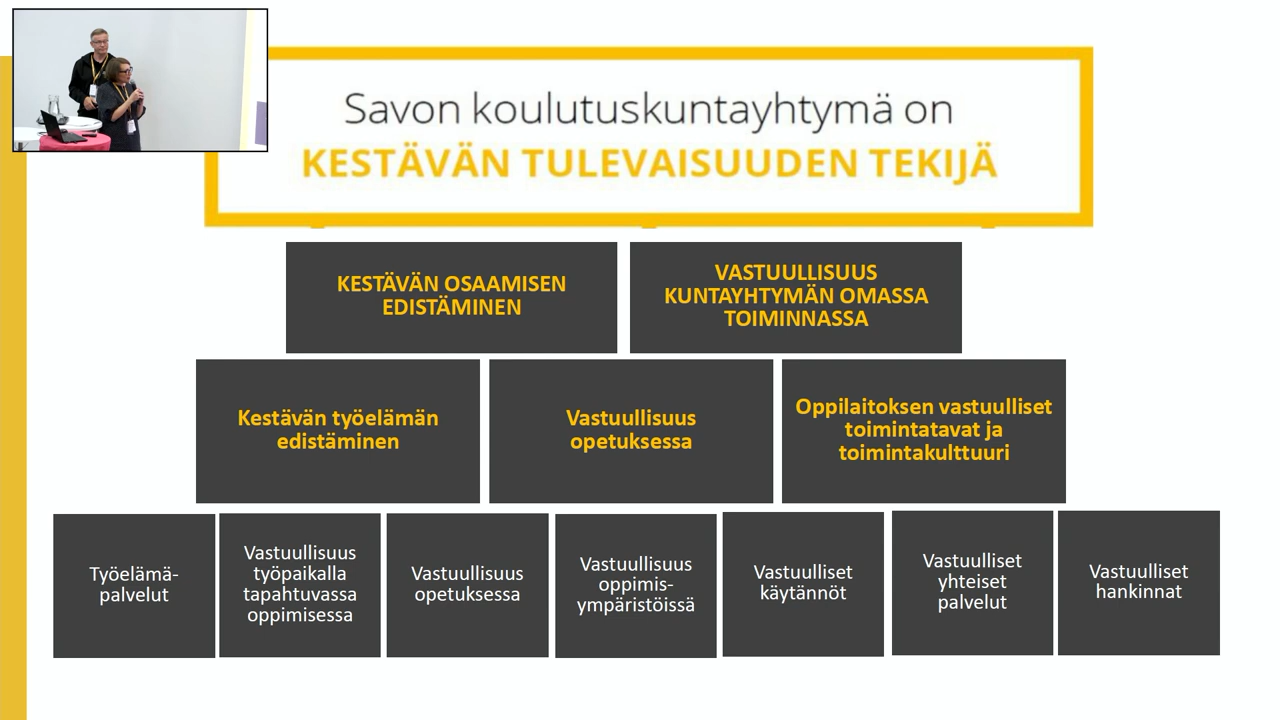 Savon koulutuskuntayhtymä on
KESTÄVÄN TULEVAISUUDEN TEKIJÄ
KESTÄVÄN OSAAMISEN
EDISTÄMINEN
VASTUULLISUUS
KUNTAYHTYMÄN OMASSA
TOIMINNASSA
Kestävän työelämän
edistäminen
Vastuullisuus
opetuksessa
Oppilaitoksen vastuulliset
toimintatavat ja
toimintakulttuuri
Työelämä-
palvelut
Vastuullisuus
työpaikalla
tapahtuvassa
oppimisessa
Vastuullisuus
opetuksessa
Vastuullisuus
oppimis-
ympäristöissä
Vastuulliset
käytännöt
Vastuulliset
yhteiset
palvelut
Vastuulliset
hankinnat